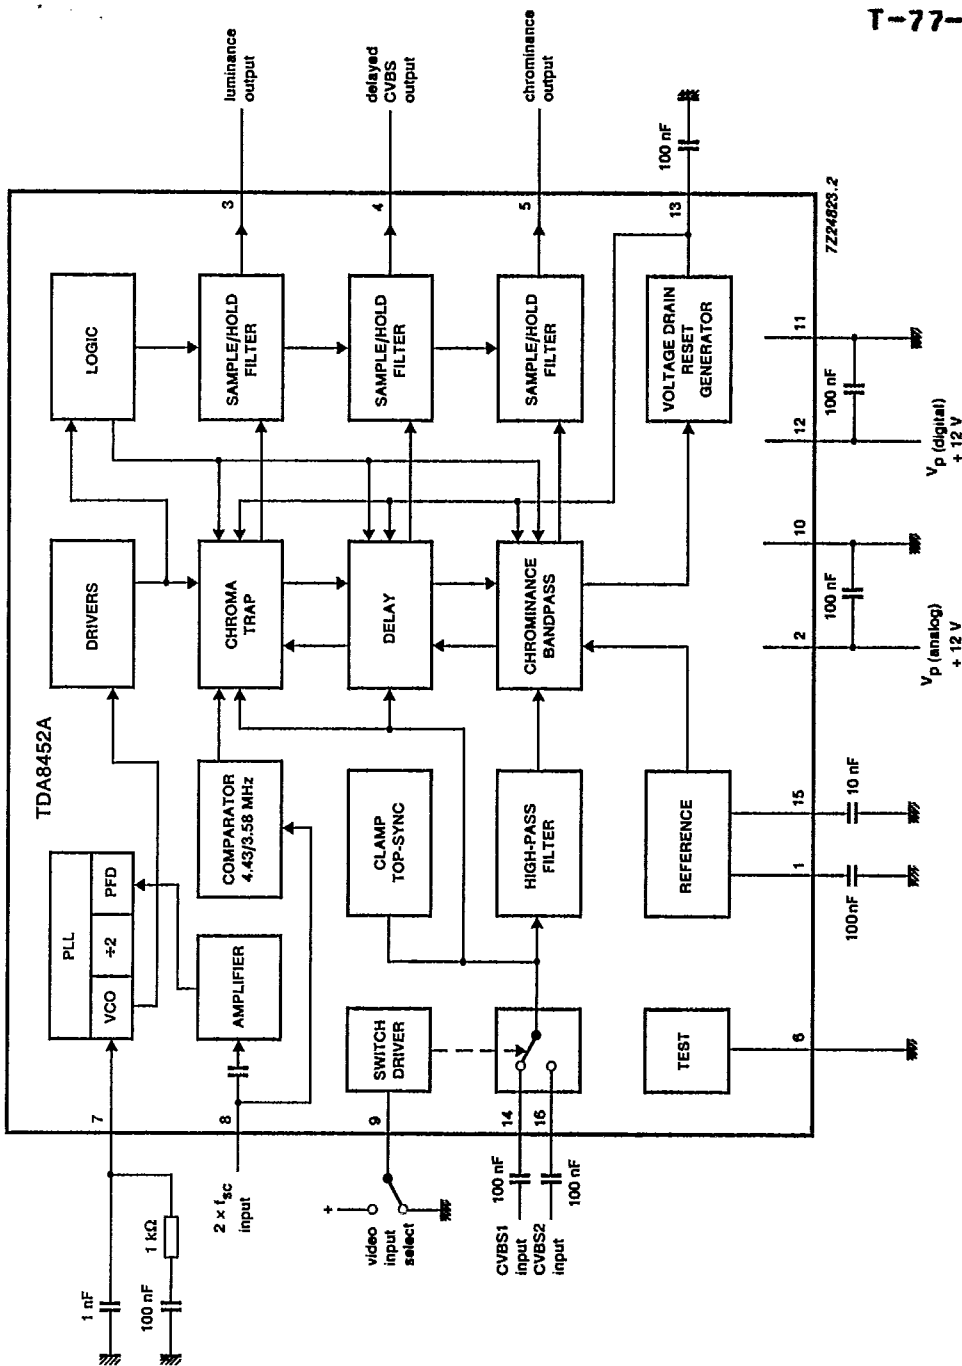 T-77-
TDA8452A
PLL
VCO
÷2
PFD
DRIVERS
LOGIC
AMPLIFIER
COMPARATOR
4.43/3.58 MHz
CHROMA
TRAP
SAMPLE/HOLD
FILTER
SWITCH
DRIVER
CLAMP
TOP-SYNC
DELAY
SAMPLE/HOLD
FILTER
HIGH-PASS
FILTER
CHROMINANCE
BANDPASS
SAMPLE/HOLD
FILTER
TEST
REFERENCE
VOLTAGE DRAIN
RESET
GENERATOR
1 nF
100 nF
1 kΩ
7
2 x fsc
input
8
+
video
input
select
9
CVBS1
input
100 nF
14
CVBS2
input
100 nF
16
3
luminance
output
4
delayed
CVBS
output
5
chrominance
output
13
100 nF
6
1
100nF
15
10 nF
2
Vp (analog)
+ 12 V
100 nF
10
12
Vp (digital)
+ 12 V
100 nF
11
7Z24823.2